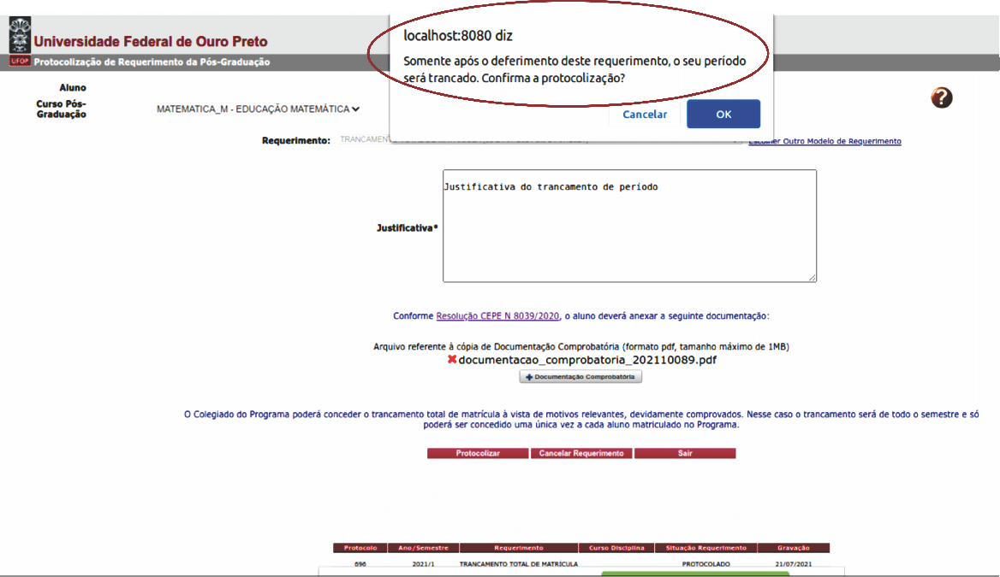 localhost:8080 diz
Somente após o deferimento deste requerimento, o seu período
será trancado. Confirma a protocolização?
Cancelar OK
Universidade Federal de Ouro Preto
UFOP Protocolização de Requerimento da Pós-Graduação
Aluno
Curso Pós-
Graduação
MATEMATICA_M - EDUCAÇÃO MATEMÁTICA
?
Requerimento: TRANCAMENT
Escolher Outro Modelo de Requerimento
Justificativa do trancamento de período
Justificativa*
Conforme Resolução CEPE N 8039/2020, o aluno deverá anexar a seguinte documentação:
Arquivo referente à cópia de Documentação Comprobatória (formato pdf, tamanho máximo de 1MB)
documentacao_comprobatoria_202110089.pdf
Documentação Comprobatória
O Colegiado do Programa poderá conceder o trancamento total de matrícula à vista de motivos relevantes, devidamente comprovados. Nesse caso o trancamento será de todo o semestre e só
poderá ser concedido uma única vez a cada aluno matriculado no Programa.
Protocolizar Cancelar Requerimento Sair
Protocolo Ano/Semestre Requerimento Curso Disciplina Situação Requerimento Gravação
696 2021/1 TRANCAMENTO TOTAL DE MATRÍCULA PROTOCOLADO 21/07/2021